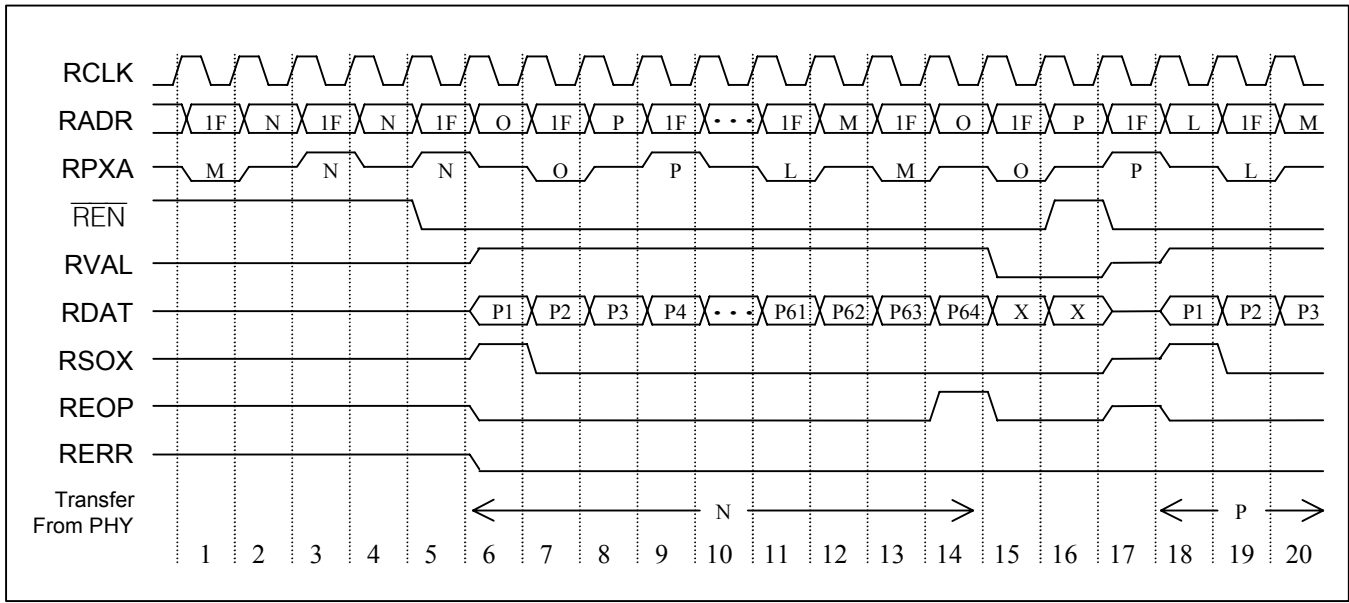 RCLK
RADR 1F N 1F N 1F O 1F P 1F ... 1F M 1F O 1F P 1F L 1F M
RPXA M N N O P L M O P L
REN
RVAL
RDAT P1 P2 P3 P4 ... P61 P62 P63 P64 X X P1 P2 P3
RSOX
REOP
RERR
Transfer
From PHY N P
1 2 3 4 5 6 7 8 9 10 11 12 13 14 15 16 17 18 19 20